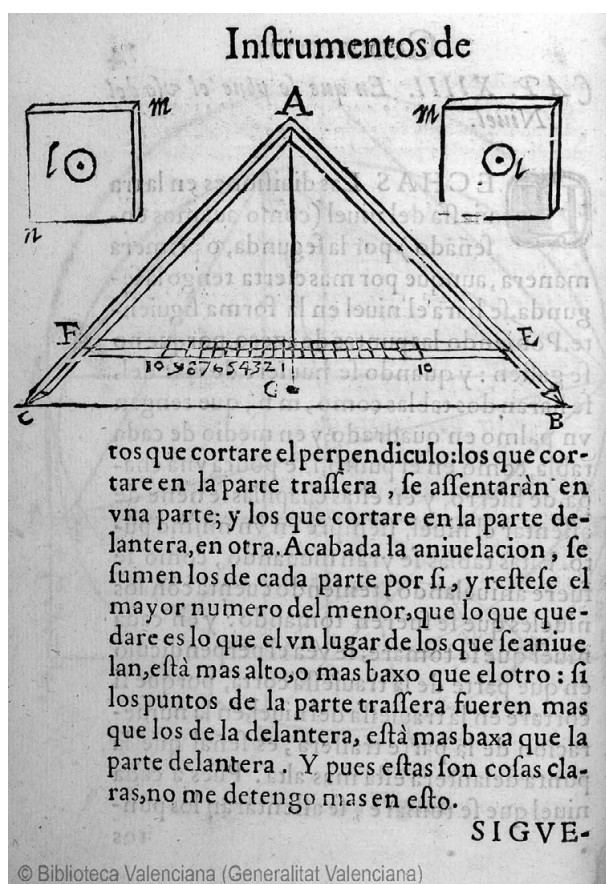 Inſtrumentos de
A
m
m
l
l
n
F
E
10 9 8 7 6 5 4 3 2 1
10
C
B
tos que cortare el perpendiculo:los que cor-
tare en la parte traſſera, ſe aſſentaràn en
vna parte; y los que cortare en la parte de-
lantera,en otra.Acabada la aniuelacion, ſe
ſumen los de cada parte por ſi, y reſteſe el
mayor numero del menor,que lo que que-
dare es lo que el vn lugar de los que ſe aniue
lan,eſtà mas alto,o mas baxo que el otro: ſi
los puntos de la parte traſſera fueren mas
que los de la delantera, eſtà mas baxa que la
parte delantera. Y pues eſtas ſon coſas cla-
ras,no me detengo mas en eſto.
SIGVE-
© Biblioteca Valenciana (Generalitat Valenciana)